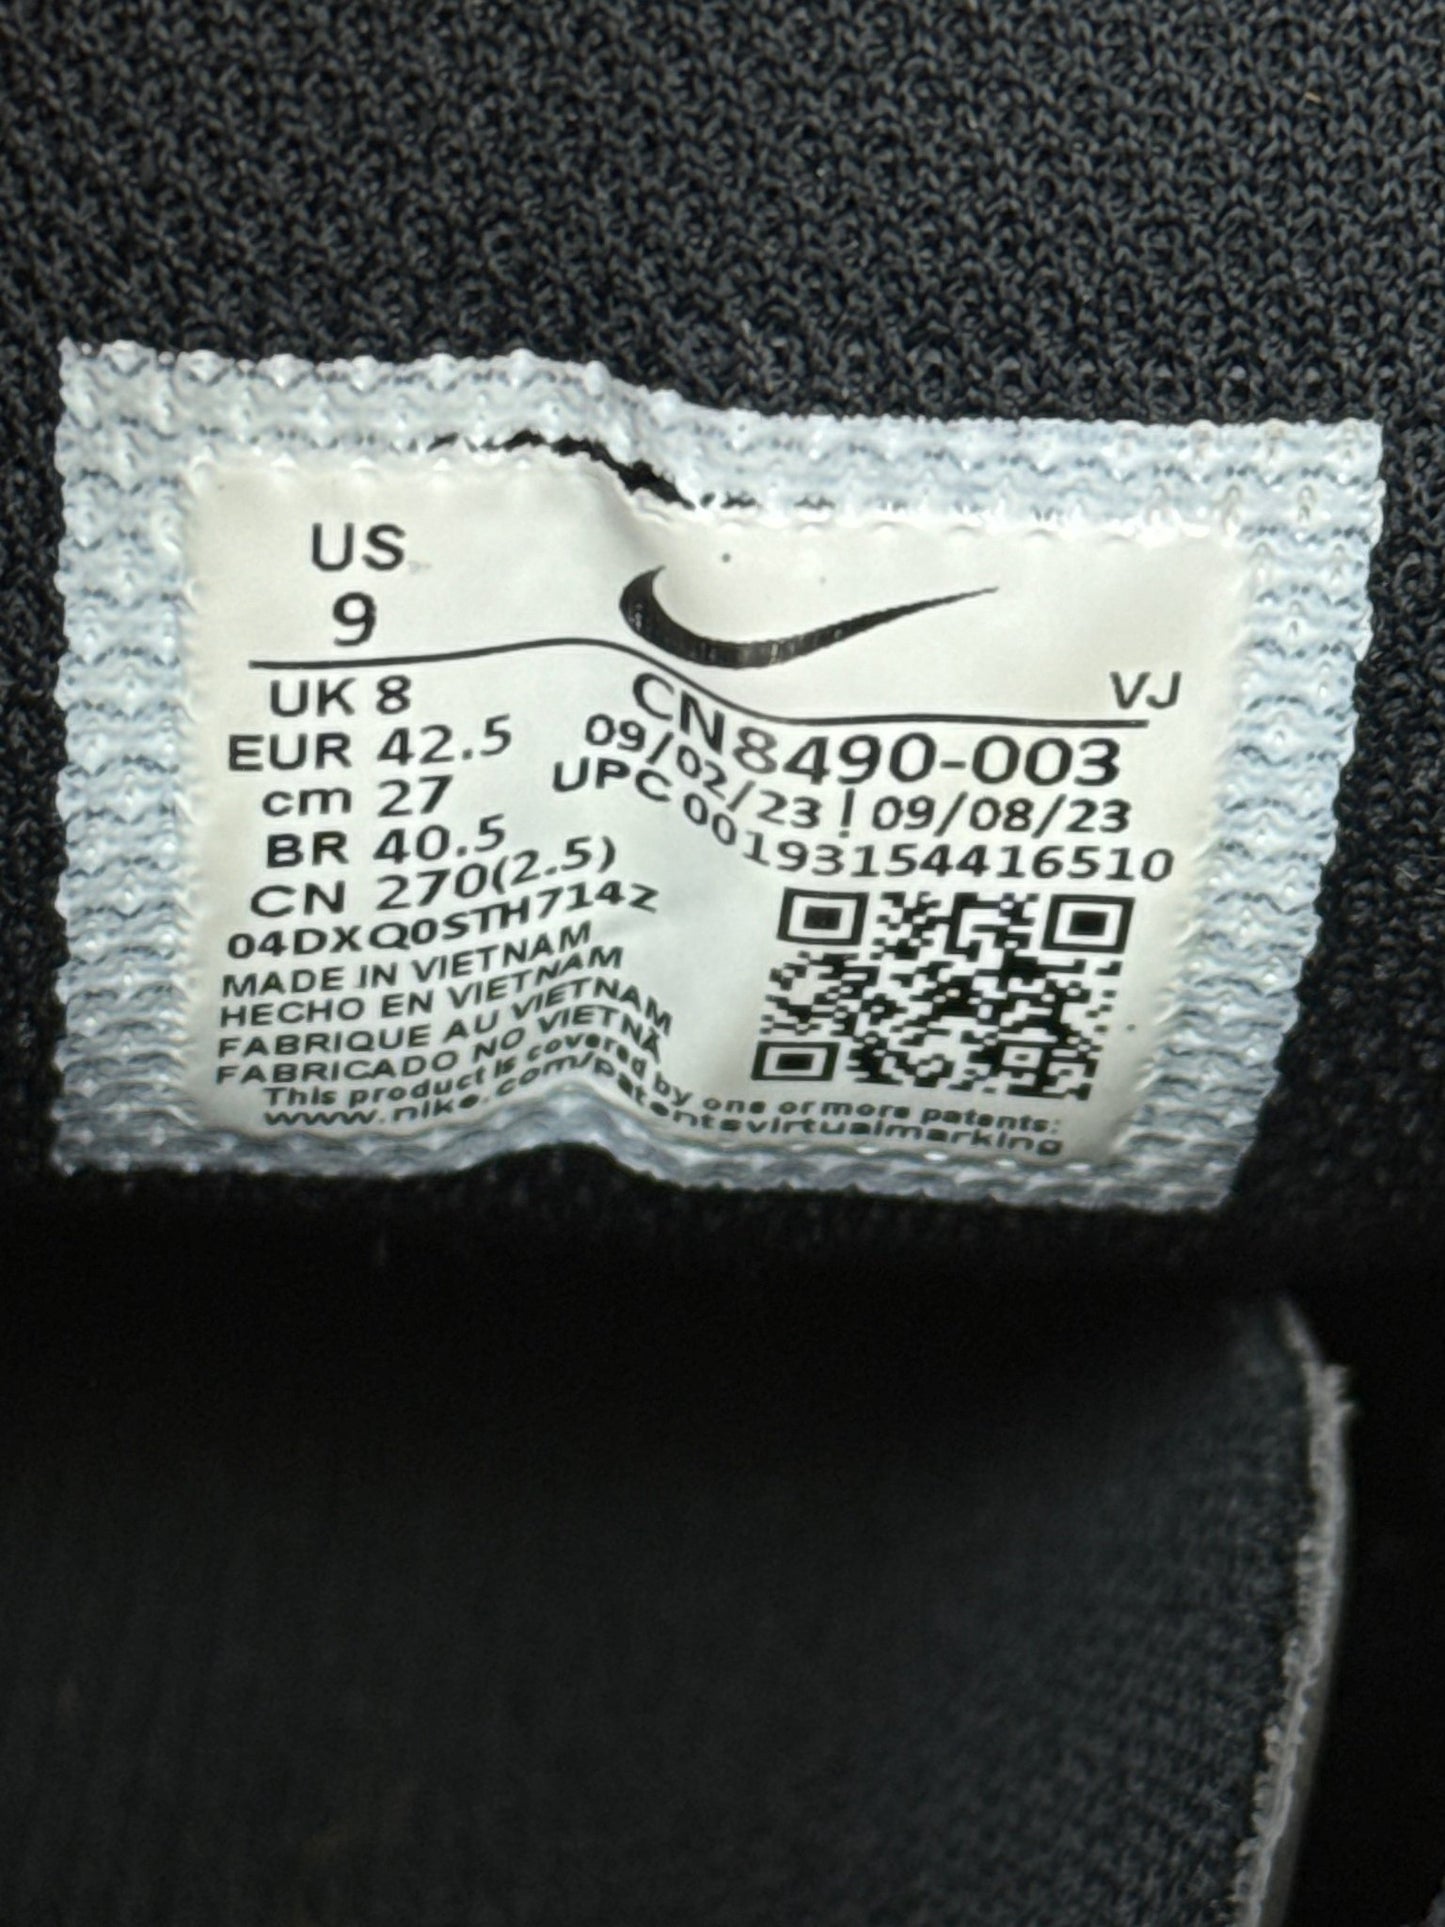 US
9
VJ
UK 8
EUR 42.5
cm 27
BR 40.5
CN 270(2.5)
04DXQ0STH714Z
MADE IN VIETNAM
HECHO EN VIETNAM
FABRIQUE AU VIETNAM
FABRICADO NO VIETNÃ
CN8490-003
09/02/23 | 09/08/23
UPC 00193154416510
This product is covered by one or more patents:
www.nike.com/patentsvirtualmarking